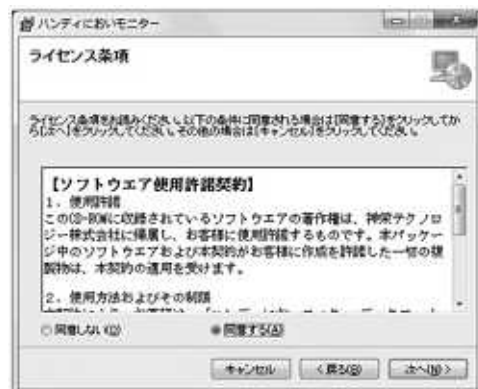 ハンディにおいモニター
ライセンス条項
ライセンス条項をお読みください。以下の条件に同意される場合は[同意する]をクリックしてか
ら[次へ]をクリックしてください。その他の場合は[キャンセル]をクリックしてください。
【ソフトウエア使用許諾契約】
1. 使用許諾
このCD-ROMに収録されているソフトウエアの著作権は、神栄テクノロ
ジー株式会社に帰属し、お客様に使用許諾するものです。本パッケー
ジ中のソフトウエアおよび本契約がお客様に作成を許諾した一切の複
製物は、本契約の適用を受けます。
2. 使用方法およびその制限
同意しない(D)
同意する(A)
キャンセル
< 戻る(B)
次へ(N) >